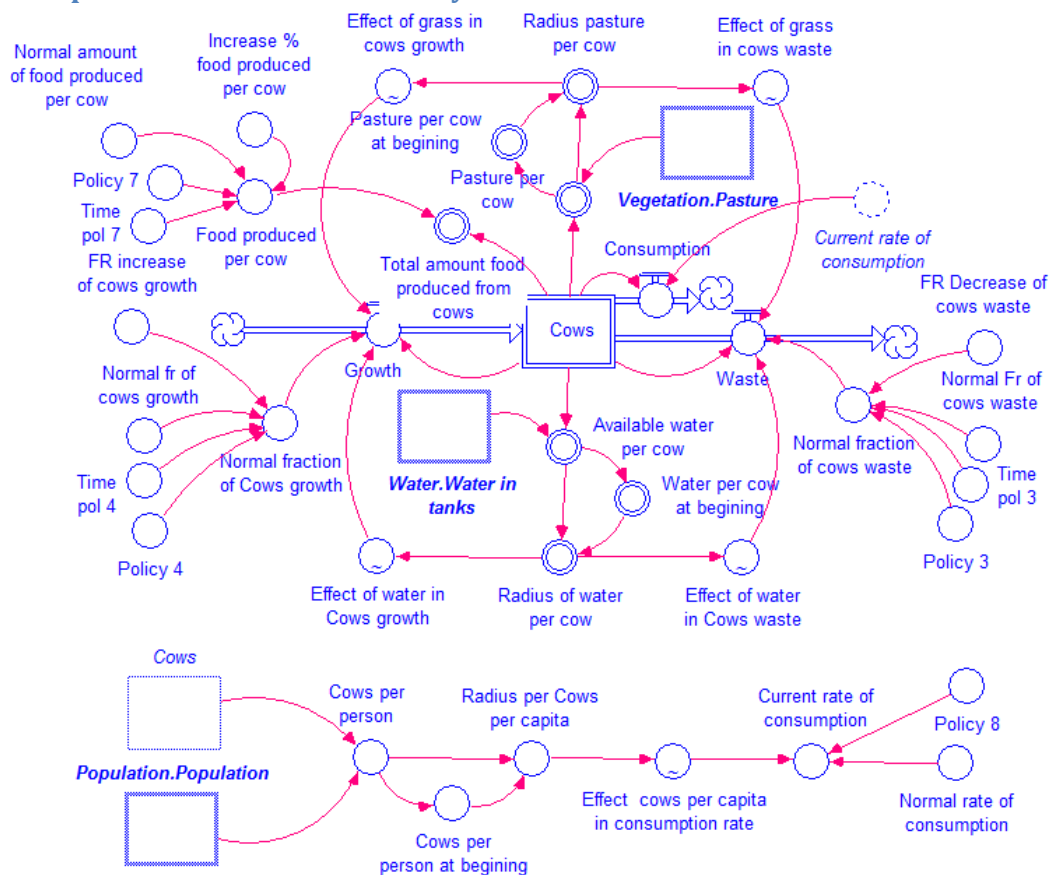 Effect of grass in
cows growth
Radius pasture
per cow
Effect of grass
in cows waste
Normal amount
of food produced
per cow
Increase %
food produced
per cow
Pasture per cow
at begining
Policy 7
Pasture per
cow
Vegetation.Pasture
Time
pol 7
Food produced
per cow
Consumption
Current rate of
consumption
FR increase
of cows growth
Total amount food
produced from
cows
FR Decrease of
cows waste
Cows
Growth
Waste
Normal fr of
cows growth
Normal Fr of
cows waste
Available water
per cow
Normal fraction
of Cows growth
Normal fraction
of cows waste
Time
pol 4
Water.Water in
tanks
Water per cow
at begining
Time
pol 3
Policy 4
Policy 3
Effect of water in
Cows growth
Radius of water
per cow
Effect of water
in Cows waste
Cows
Cows per
person
Radius per Cows
per capita
Current rate of
consumption
Policy 8
Population.Population
Effect cows per capita
in consumption rate
Normal rate of
consumption
Cows per
person at begining